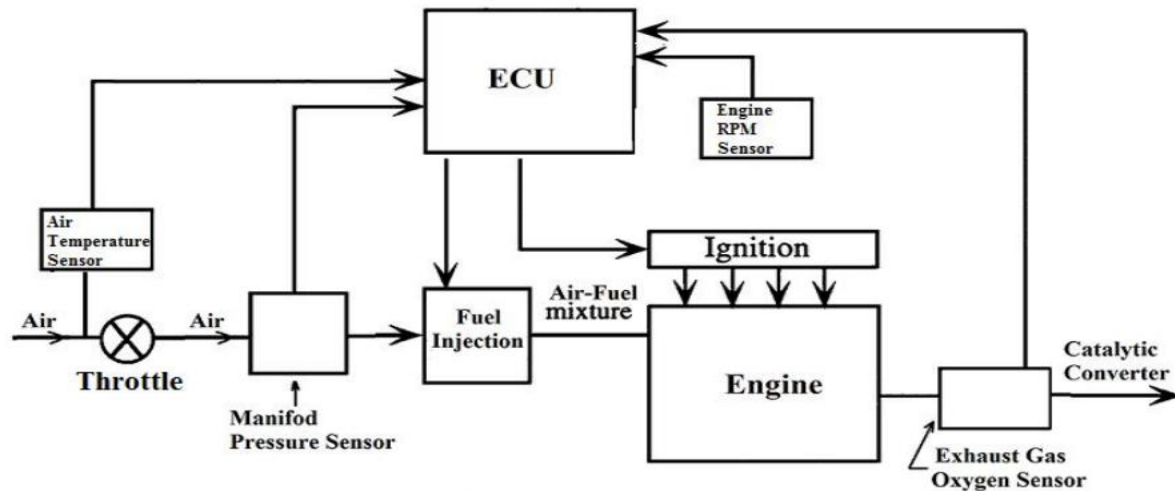 ECU
Engine
RPM
Sensor
Air
Temperature
Sensor
Ignition
Air
Air
Throttle
Manifod
Pressure Sensor
Fuel
Injection
Air-Fuel
mixture
Engine
Catalytic
Converter
Exhaust Gas
Oxygen Sensor